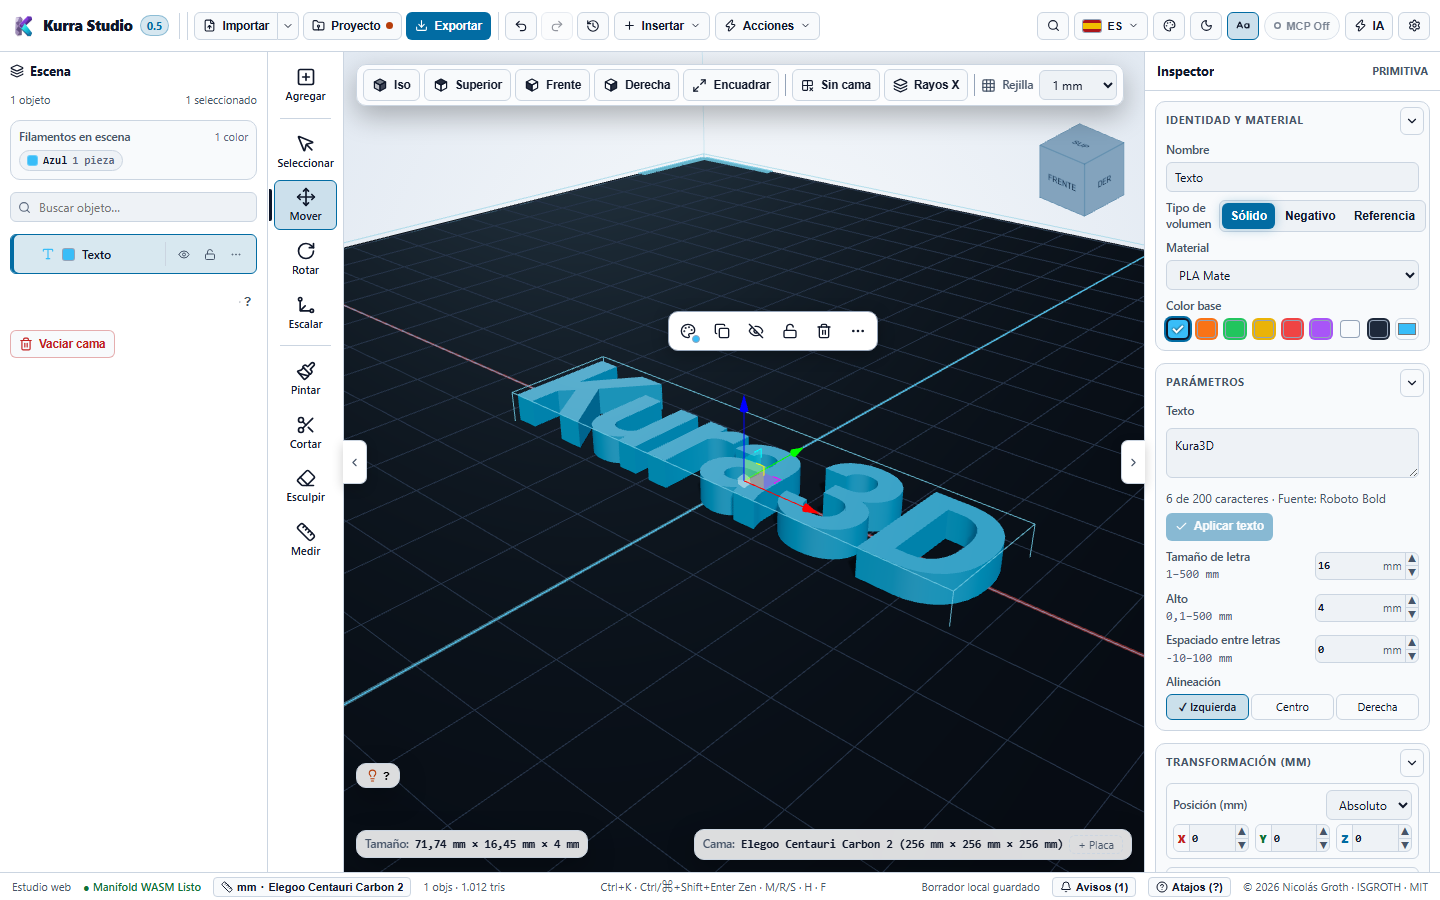 Kurra Studio 0.5 Importar Proyecto Exportar Insertar Acciones ES Aa MCP Off IA
Escena
1 objeto 1 seleccionado
Filamentos en escena 1 color
Azul 1 pieza
Buscar objeto...
Texto
?
Vaciar cama
Agregar
Seleccionar
Mover
Rotar
Escalar
Pintar
Cortar
Esculpir
Medir
Iso Superior Frente Derecha Encuadrar Sin cama Rayos X Rejilla 1 mm
SUP
FRENTE DER
Kura3D
?
Tamaño: 71,74 mm × 16,45 mm × 4 mm
Cama: Elegoo Centauri Carbon 2 (256 mm × 256 mm × 256 mm) + Placa
Inspector PRIMITIVA
IDENTIDAD Y MATERIAL
Nombre
Texto
Tipo de volumen Sólido Negativo Referencia
Material
PLA Mate
Color base
PARÁMETROS
Texto
Kura3D
6 de 200 caracteres · Fuente: Roboto Bold
Aplicar texto
Tamaño de letra
1–500 mm
16 mm
Alto
0,1–500 mm
4 mm
Espaciado entre letras
-10–100 mm
0 mm
Alineación
✓ Izquierda Centro Derecha
TRANSFORMACIÓN (MM)
Posición (mm) Absoluto
X 0 Y 0 Z 0
Estudio web Manifold WASM Listo mm · Elegoo Centauri Carbon 2 1 objs · 1.012 tris Ctrl+K · Ctrl/⌘+Shift+Enter Zen · M/R/S · H · F Borrador local guardado Avisos (1) Atajos (?) © 2026 Nicolás Groth · ISGROTH · MIT